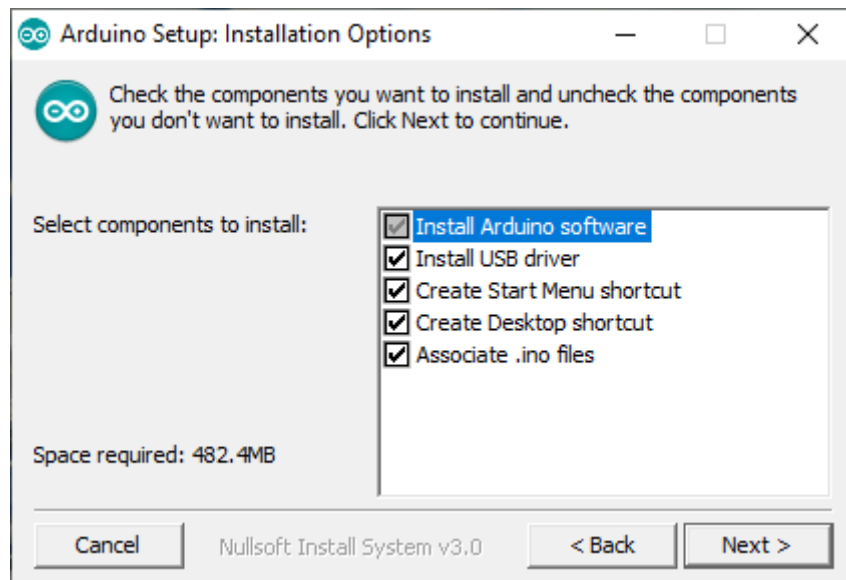 Arduino Setup: Installation Options
Check the components you want to install and uncheck the components
you don't want to install. Click Next to continue.
Select components to install:
Install Arduino software
Install USB driver
Create Start Menu shortcut
Create Desktop shortcut
Associate .ino files
Space required: 482.4MB
Cancel
Nullsoft Install System v3.0
< Back
Next >